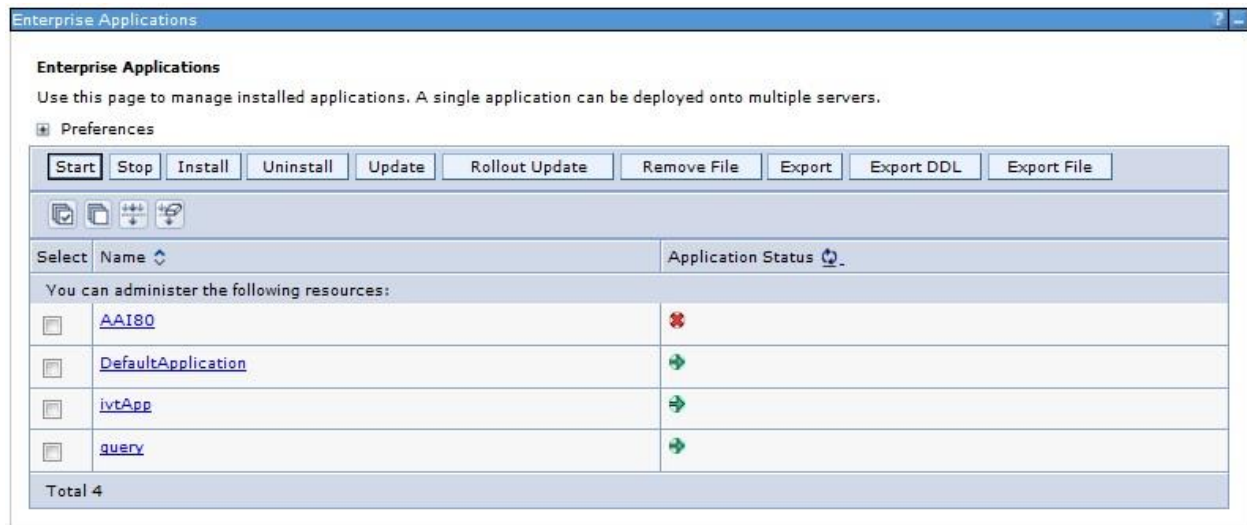 Enterprise Applications ? -
Enterprise Applications
Use this page to manage installed applications. A single application can be deployed onto multiple servers.
+ Preferences
Start Stop Install Uninstall Update Rollout Update Remove File Export Export DDL Export File
Select Name Application Status
You can administer the following resources:
AAI80
DefaultApplication
ivtApp
query
Total 4